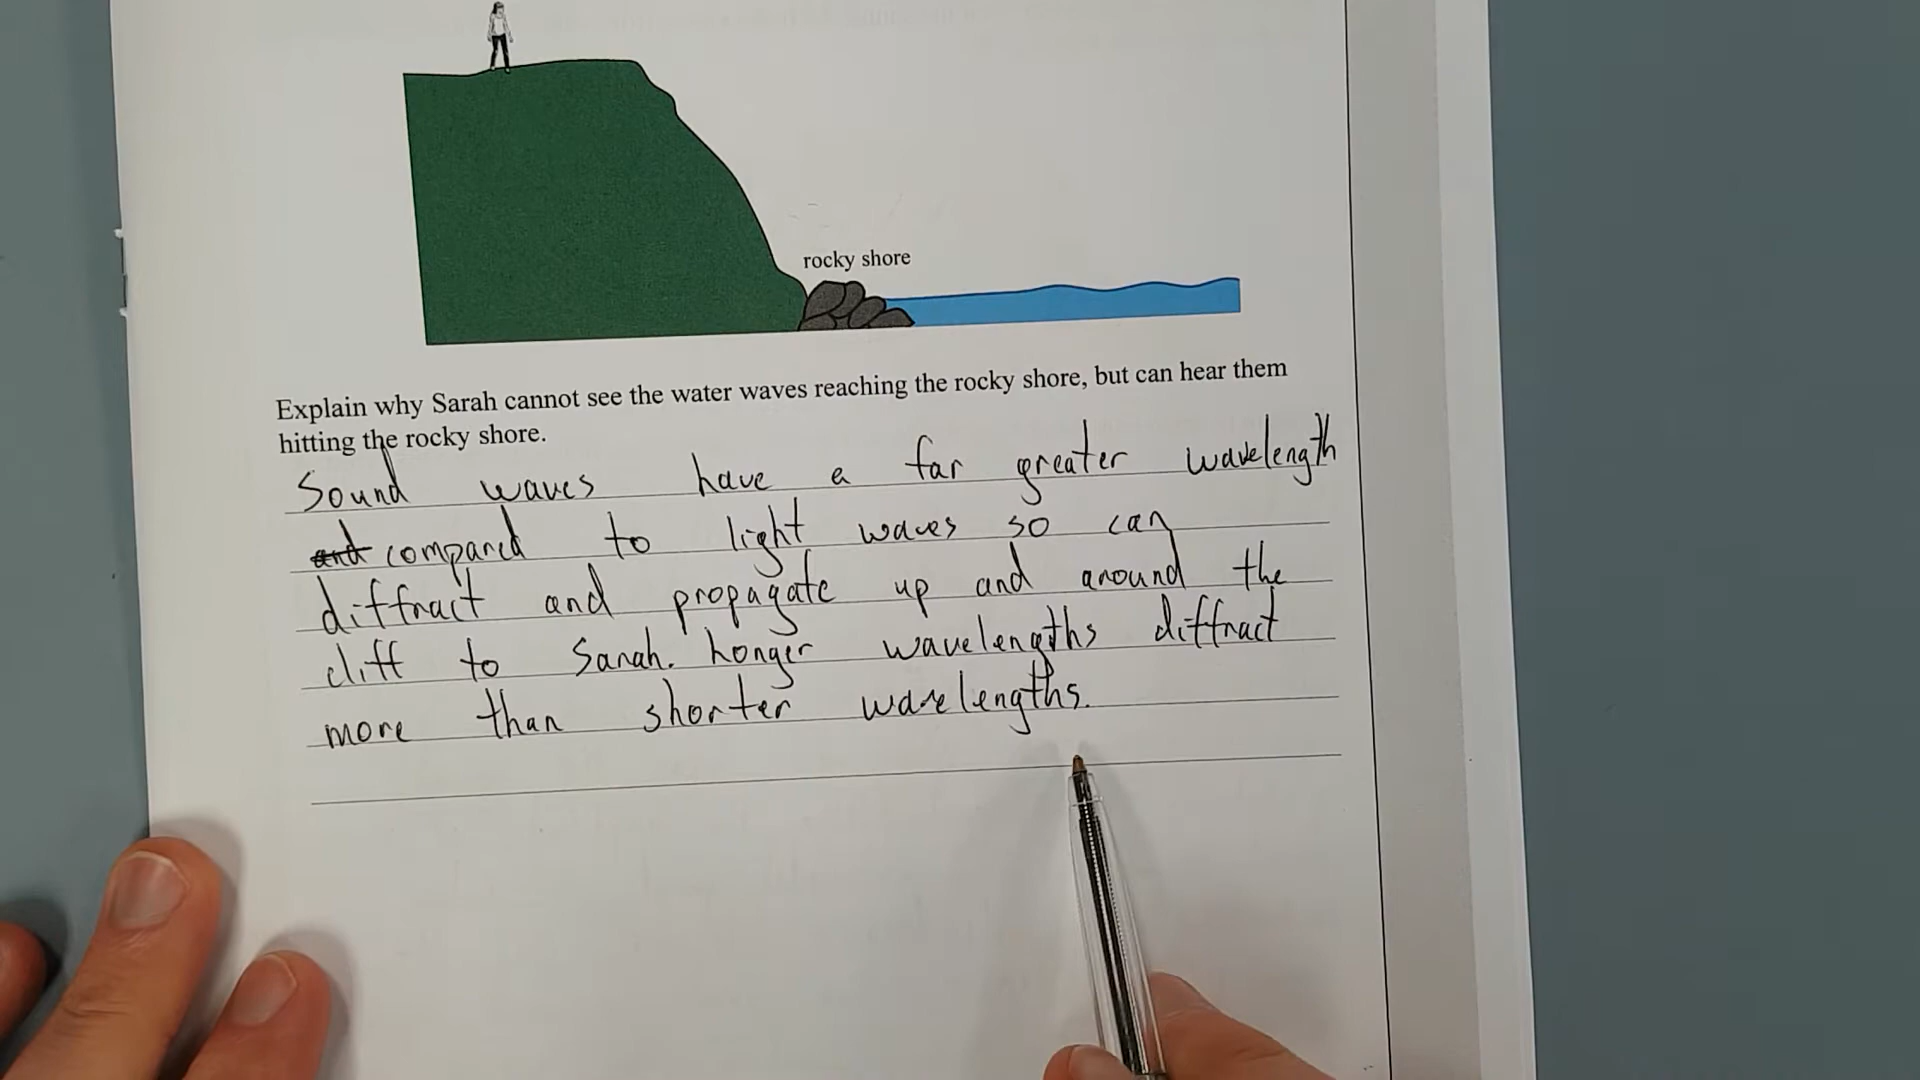 rocky shore
Explain why Sarah cannot see the water waves reaching the rocky shore, but can hear them
hitting the rocky shore.
Sound waves have a far greater wavelength
and compared to light waves so can
diffract and propagate up and around the
cliff to Sarah. Longer wavelengths diffract
more than shorter wavelengths.